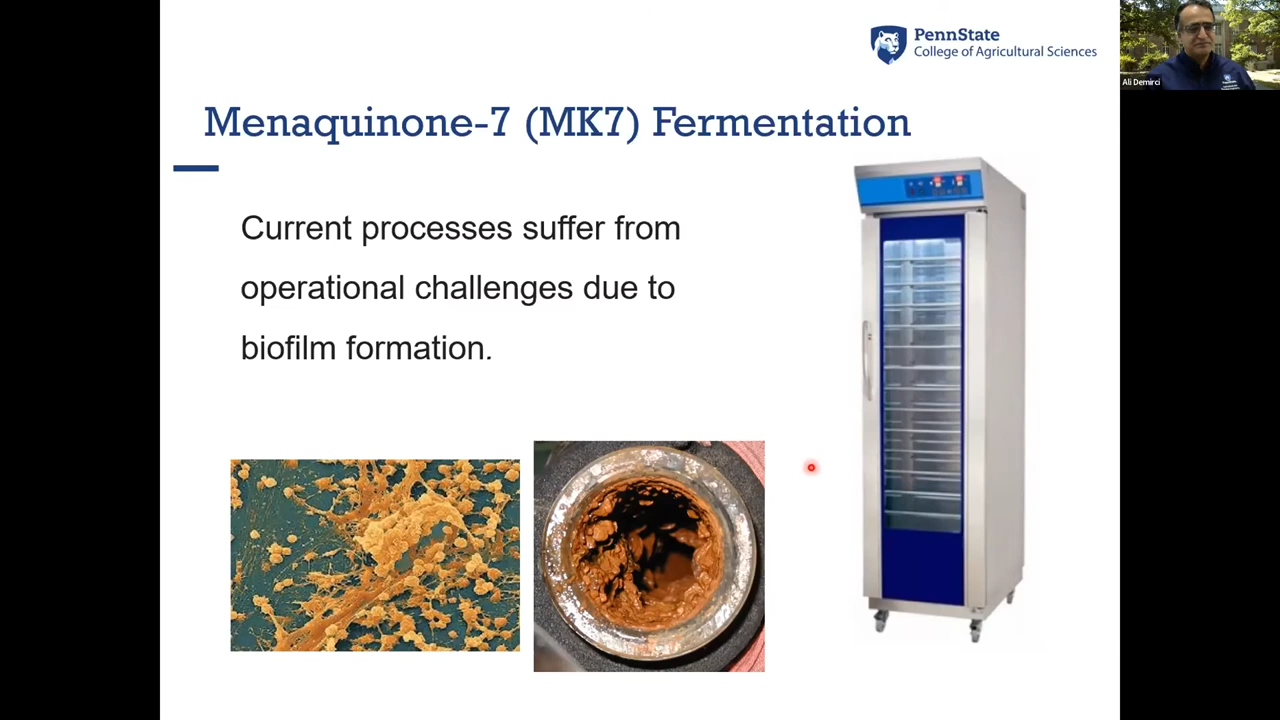 PennState
College of Agricultural Sciences
Ali Demirci
Menaquinone-7 (MK7) Fermentation
Current processes suffer from
operational challenges due to
biofilm formation.